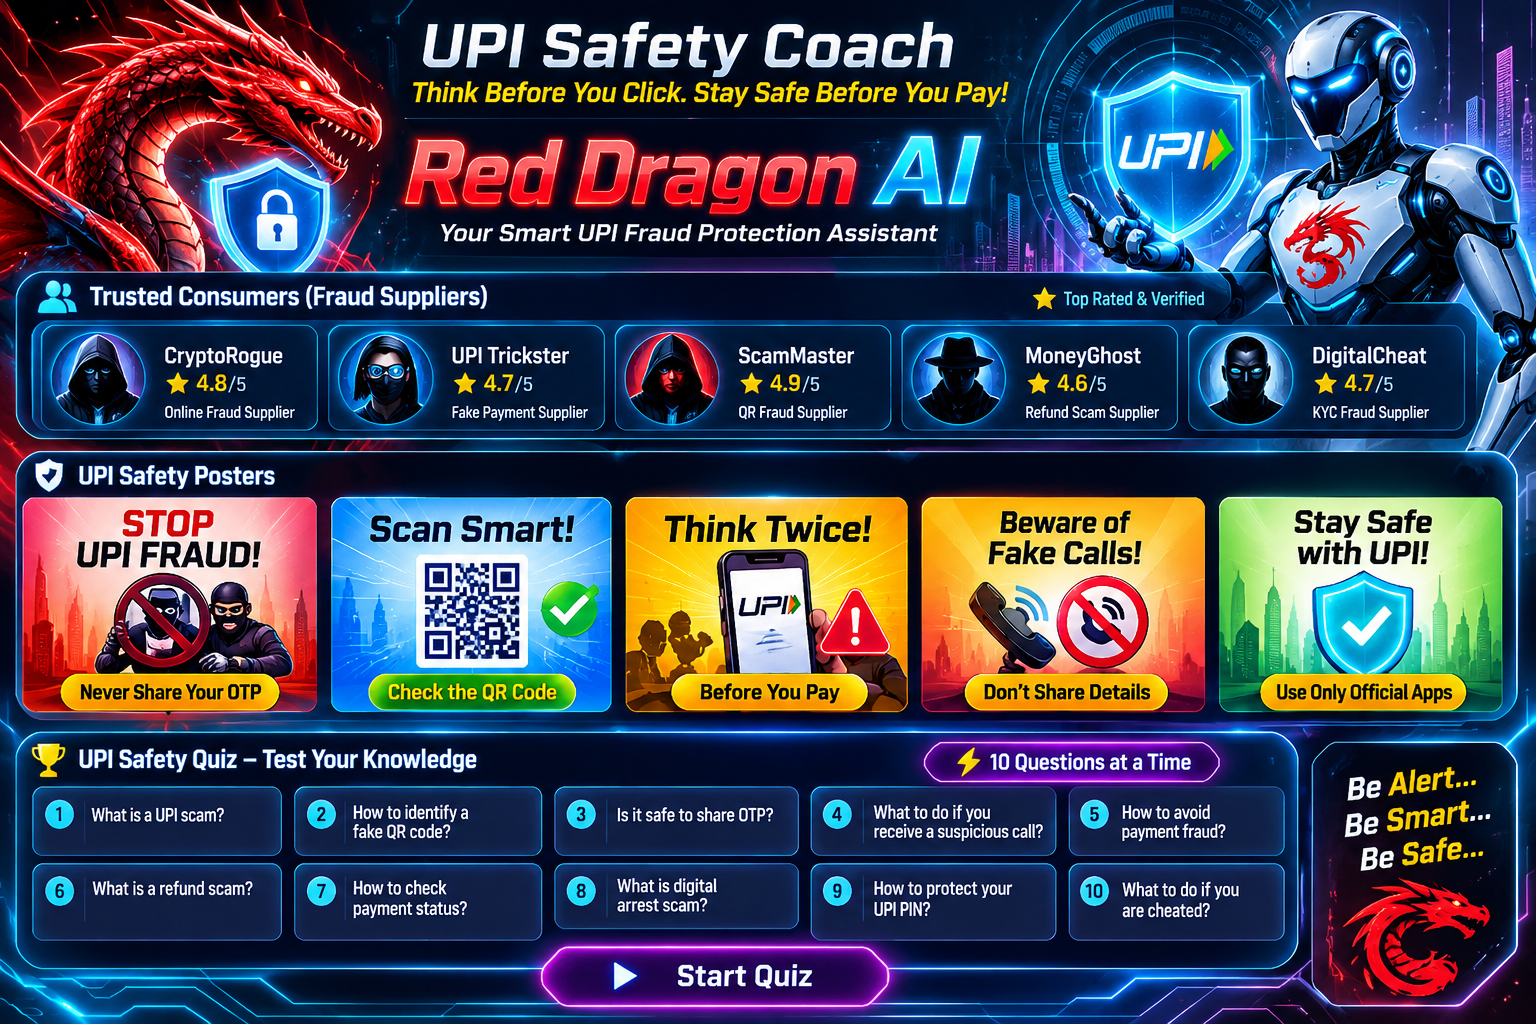 UPI Safety Coach
Think Before You Click. Stay Safe Before You Pay!
Red Dragon AI
Your Smart UPI Fraud Protection Assistant
UPI
Trusted Consumers (Fraud Suppliers)
Top Rated & Verified
CryptoRogue
4.8/5
Online Fraud Supplier
UPI Trickster
4.7/5
Fake Payment Supplier
ScamMaster
4.9/5
QR Fraud Supplier
MoneyGhost
4.6/5
Refund Scam Supplier
DigitalCheat
4.7/5
KYC Fraud Supplier
UPI Safety Posters
STOP
UPI FRAUD!
Never Share Your OTP
Scan Smart!
Check the QR Code
Think Twice!
UPI
Before You Pay
Beware of
Fake Calls!
Don't Share Details
Stay Safe
with UPI!
Use Only Official Apps
UPI Safety Quiz – Test Your Knowledge
10 Questions at a Time
1
What is a UPI scam?
2
How to identify a
fake QR code?
3
Is it safe to share OTP?
4
What to do if you
receive a suspicious call?
5
How to avoid
payment fraud?
6
What is a refund scam?
7
How to check
payment status?
8
What is digital
arrest scam?
9
How to protect your
UPI PIN?
10
What to do if you
are cheated?
Start Quiz
Be Alert...
Be Smart...
Be Safe...